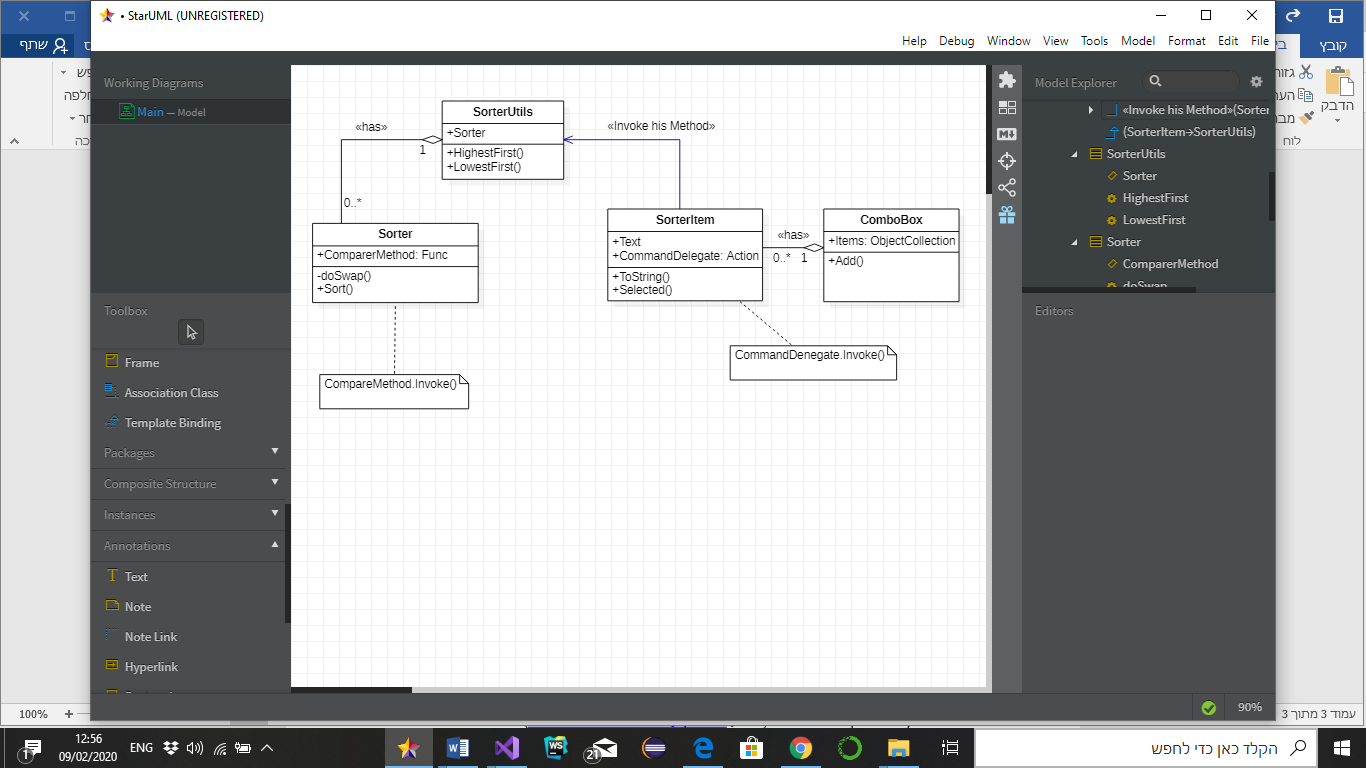 • StarUML (UNREGISTERED)
קובץ
שתף
Help Debug Window View Tools Model Format Edit File
Working Diagrams
Main — Model
SorterUtils
+Sorter
+HighestFirst()
+LowestFirst()
«has»
1
0..*
«Invoke his Method»
Sorter
+ComparerMethod: Func
-doSwap()
+Sort()
SorterItem
+Text
+CommandDelegate: Action
+ToString()
+Selected()
«has»
0..* 1
ComboBox
+Items: ObjectCollection
+Add()
CompareMethod.Invoke()
CommandDenegate.Invoke()
Model Explorer
«Invoke his Method»(Sorter
(SorterItem→SorterUtils)
SorterUtils
Sorter
HighestFirst
LowestFirst
Sorter
ComparerMethod
doSwap
Editors
Toolbox
Frame
Association Class
Template Binding
Packages
Composite Structure
Instances
Annotations
Text
Note
Note Link
Hyperlink
90%
גזור
הדבק
לוח
100%
עמוד 3 מתוך 3
1
12:56
09/02/2020
ENG
WS
21
הקלד כאן כדי לחפש